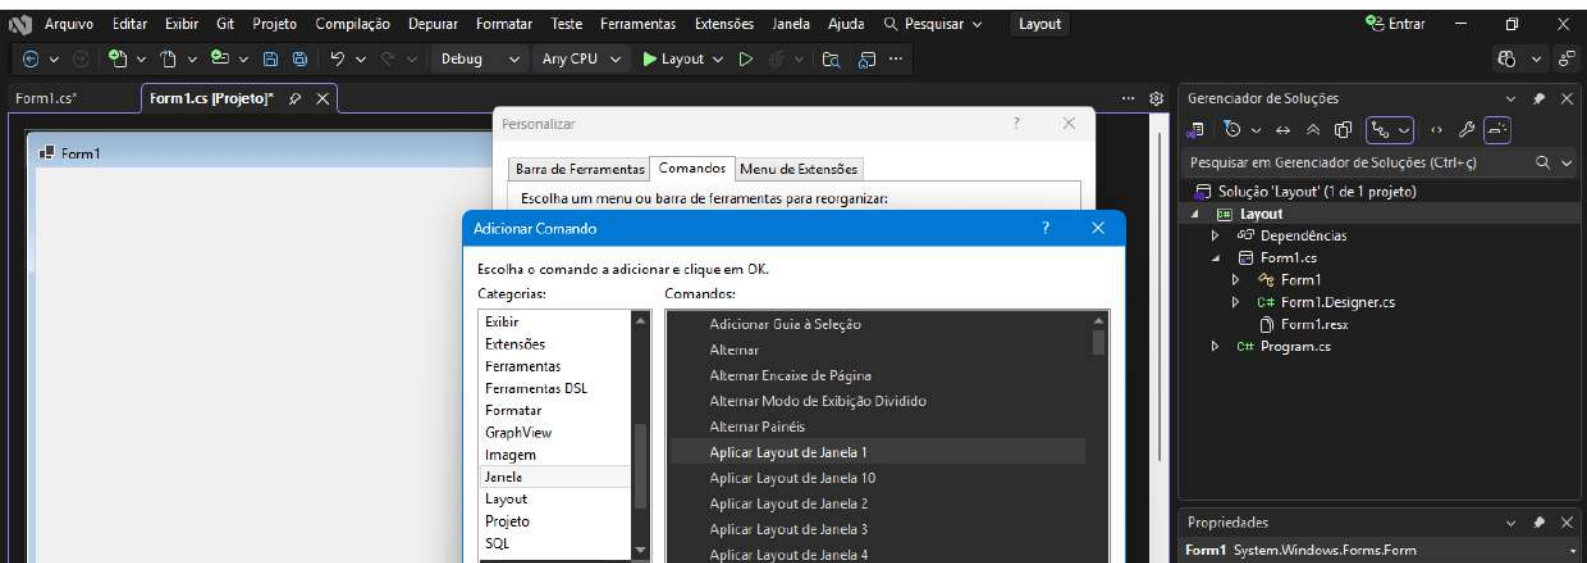 Arquivo Editar Exibir Git Projeto Compilação Depurar Formatar Teste Ferramentas Extensões Janela Ajuda Pesquisar Layout Entrar
Debug Any CPU Layout
Form1.cs* Form1.cs [Projeto]*
Form1
Personalizar ?
Barra de Ferramentas Comandos Menu de Extensões
Escolha um menu ou barra de ferramentas para reorganizar:
Adicionar Comando ?
Escolha o comando a adicionar e clique em OK.
Categorias: Comandos:
Exibir
Extensões
Ferramentas
Ferramentas DSL
Formatar
GraphView
Imagem
Janela
Layout
Projeto
SQL
Adicionar Guia à Seleção
Alternar
Alternar Encaixe de Página
Alternar Modo de Exibição Dividido
Alternar Painéis
Aplicar Layout de Janela 1
Aplicar Layout de Janela 10
Aplicar Layout de Janela 2
Aplicar Layout de Janela 3
Aplicar Layout de Janela 4
Gerenciador de Soluções
Pesquisar em Gerenciador de Soluções (Ctrl+ç)
Solução 'Layout' (1 de 1 projeto)
C# Layout
Dependências
Form1.cs
Form1
C# Form1.Designer.cs
Form1.resx
C# Program.cs
Propriedades
Form1 System.Windows.Forms.Form